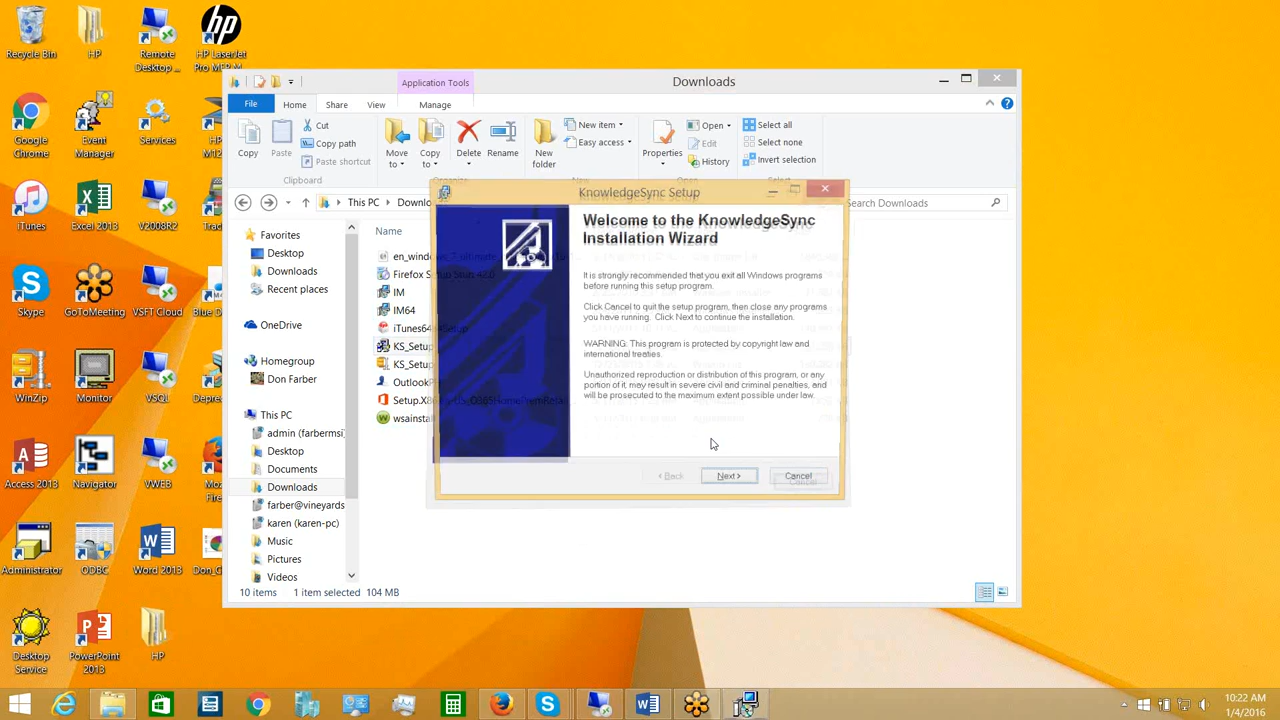 Recycle Bin
HP
Remote
Desktop ...
HP LaserJet
Google
Chrome
Event
Manager
Services
iTunes
Excel 2013
V2008R2
Skype
GoToMeeting
VSFT Cloud
WinZip
Monitor
VSQL
Access 2013
Navigator
VWEB
Administrator
ODBC
Word 2013
Desktop
Service
PowerPoint
2013
HP
Application Tools
Downloads
File
Home
Share
View
Manage
Copy
Paste
Cut
Copy path
Paste shortcut
Clipboard
Move
to
Copy
to
Delete
Rename
New
folder
New item
Easy access
Properties
Open
Edit
History
Select all
Select none
Invert selection
This PC
Search Downloads
Favorites
Desktop
Downloads
Recent places
OneDrive
Homegroup
Don Farber
This PC
admin (farbermsi
Desktop
Documents
Downloads
farber@vineyards
karen (karen-pc)
Music
Pictures
Videos
Name
IM
IM64
KS_Setup
KS_Setup
10 items 1 item selected 104 MB
KnowledgeSync Setup
Welcome to the KnowledgeSync
Installation Wizard
It is strongly recommended that you exit all Windows programs
before running this setup program.
Click Cancel to quit the setup program, then close any programs
you have running. Click Next to continue the installation.
WARNING: This program is protected by copyright law and
international treaties.
Unauthorized reproduction or distribution of this program, or any
portion of it, may result in severe civil and criminal penalties, and
will be prosecuted to the maximum extent possible under law.
< Back
Next >
Cancel
10:22 AM
1/4/2016